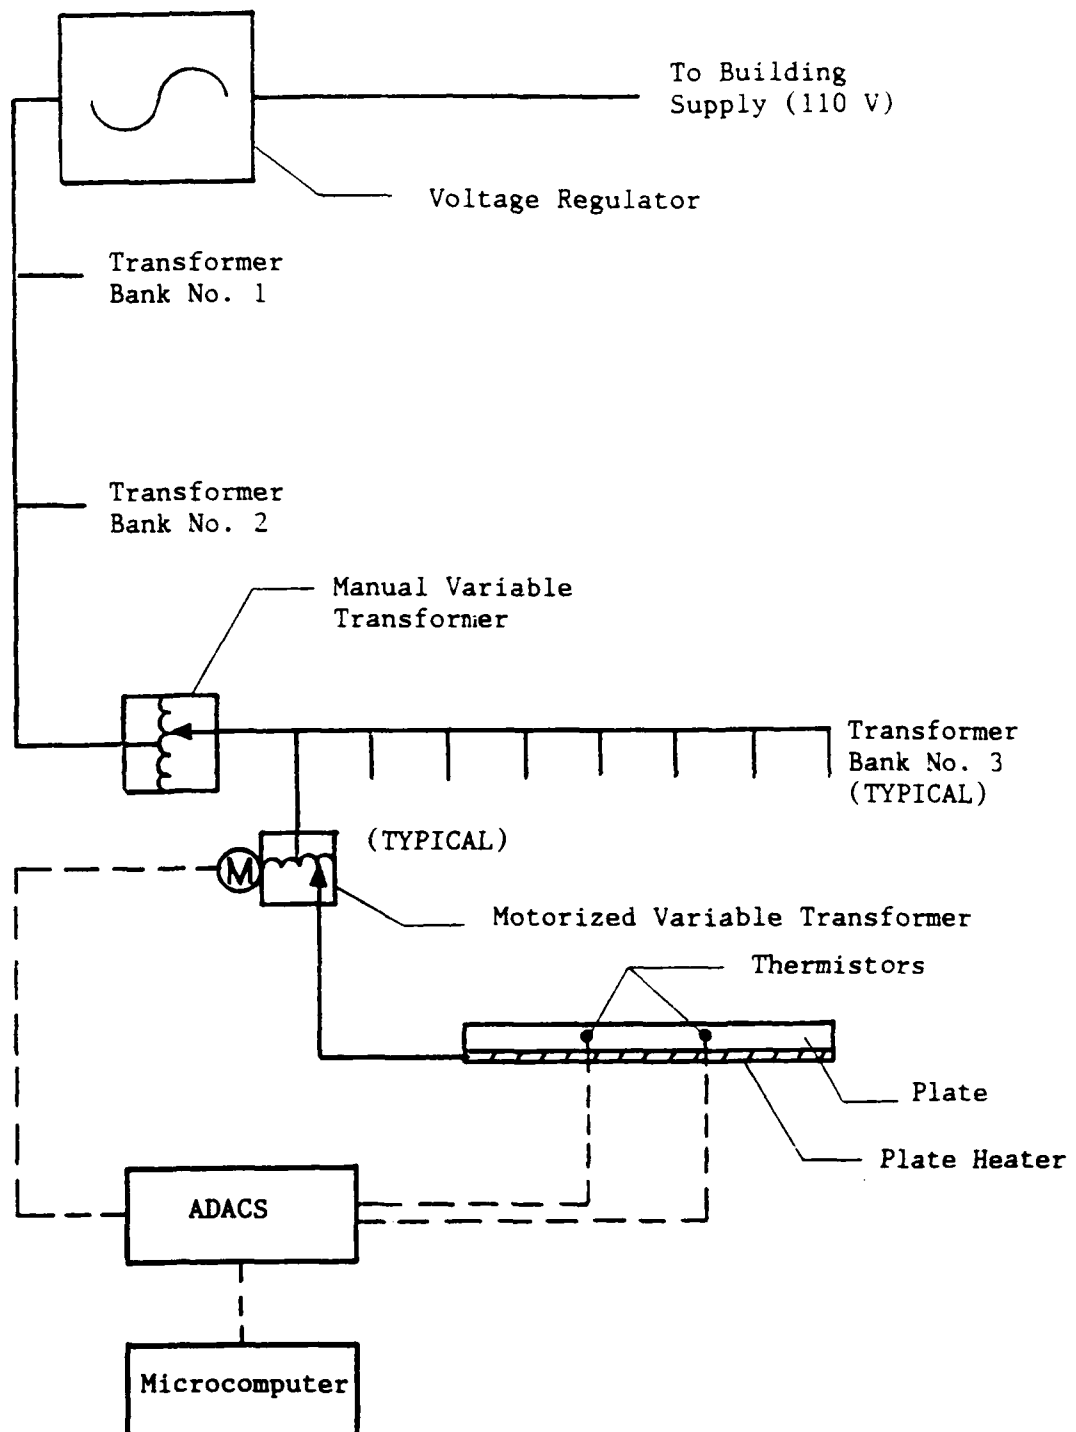 To Building
Supply (110 V)
Voltage Regulator
Transformer
Bank No. 1
Transformer
Bank No. 2
Manual Variable
Transformer
Transformer
Bank No. 3
(TYPICAL)
(TYPICAL)
M
Motorized Variable Transformer
Thermistors
Plate
Plate Heater
ADACS
Microcomputer